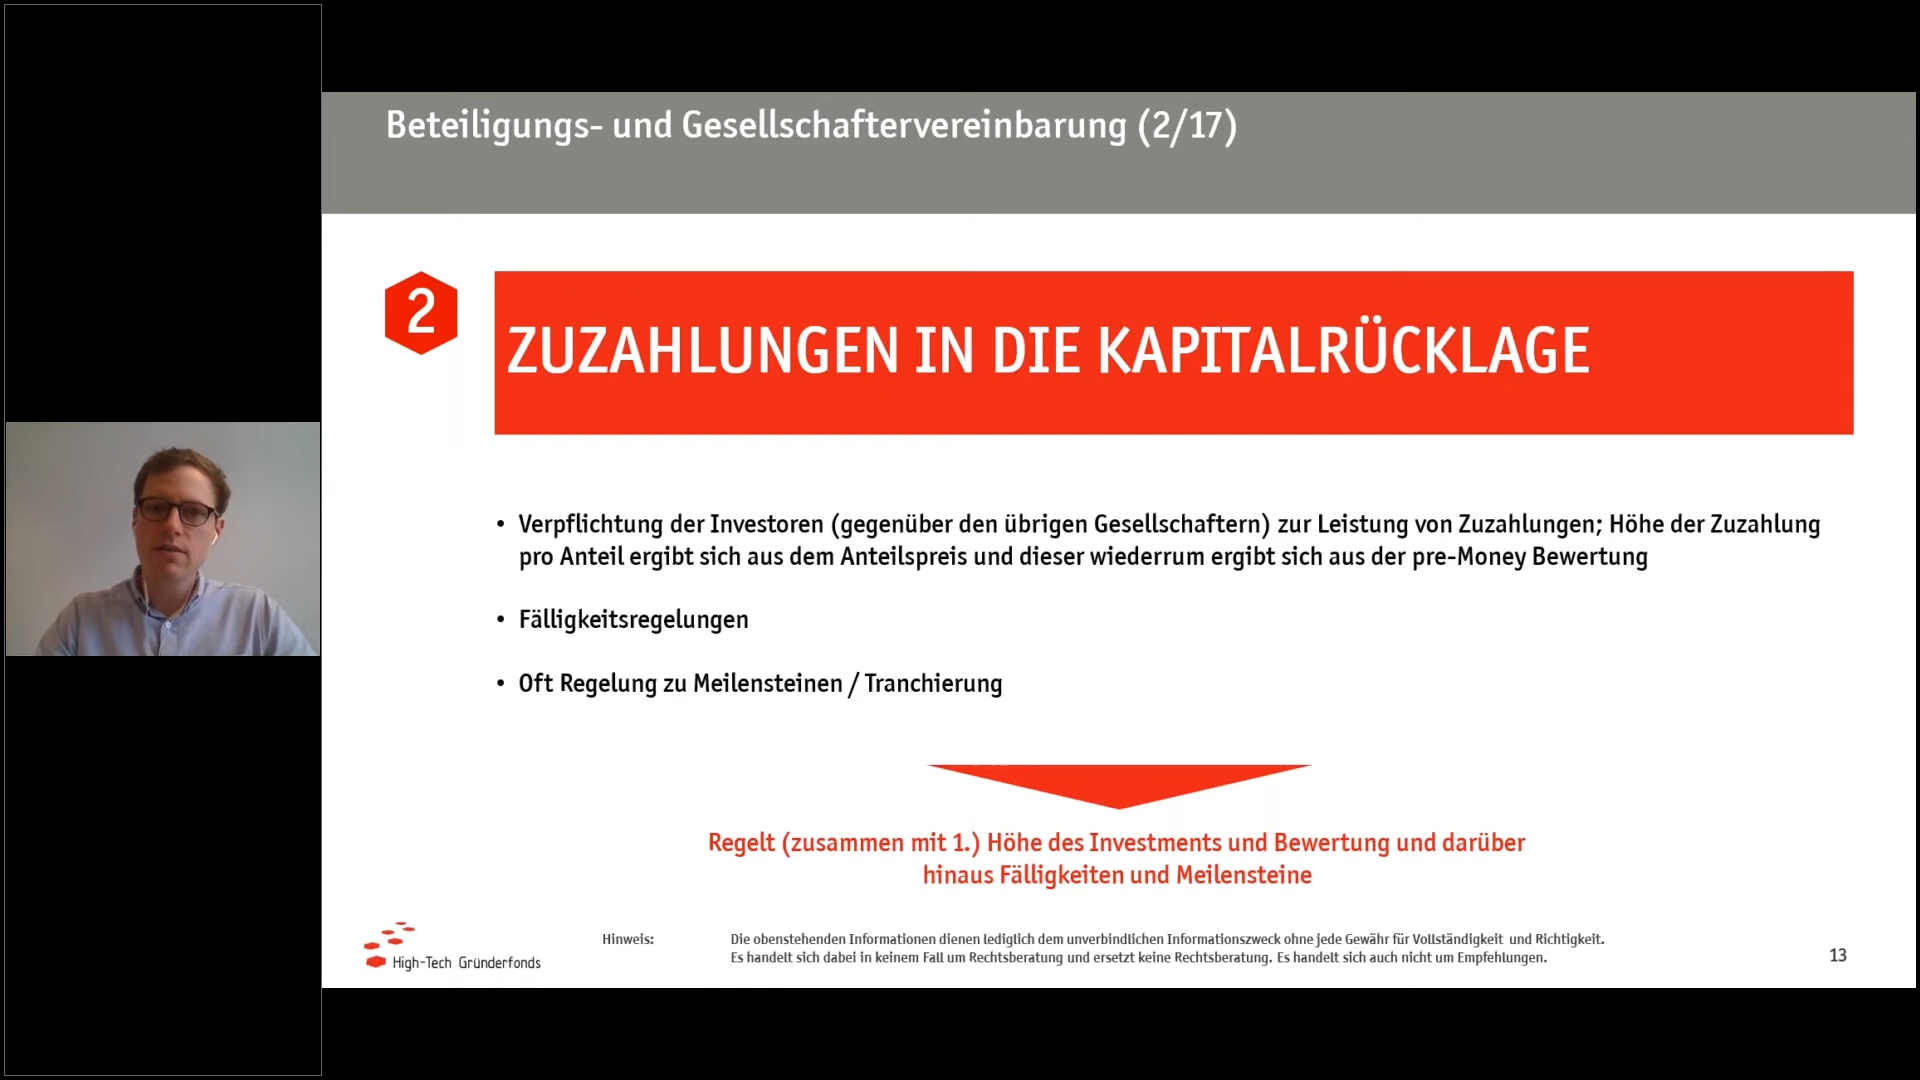 Beteiligungs- und Gesellschaftervereinbarung (2/17)
2
ZUZAHLUNGEN IN DIE KAPITALRÜCKLAGE
• Verpflichtung der Investoren (gegenüber den übrigen Gesellschaftern) zur Leistung von Zuzahlungen; Höhe der Zuzahlung
pro Anteil ergibt sich aus dem Anteilspreis und dieser wiederrum ergibt sich aus der pre-Money Bewertung
• Fälligkeitsregelungen
• Oft Regelung zu Meilensteinen / Tranchierung
Regelt (zusammen mit 1.) Höhe des Investments und Bewertung und darüber
hinaus Fälligkeiten und Meilensteine
High-Tech Gründerfonds
Hinweis: Die obenstehenden Informationen dienen lediglich dem unverbindlichen Informationszweck ohne jede Gewähr für Vollständigkeit und Richtigkeit.
Es handelt sich dabei in keinem Fall um Rechtsberatung und ersetzt keine Rechtsberatung. Es handelt sich auch nicht um Empfehlungen.
13